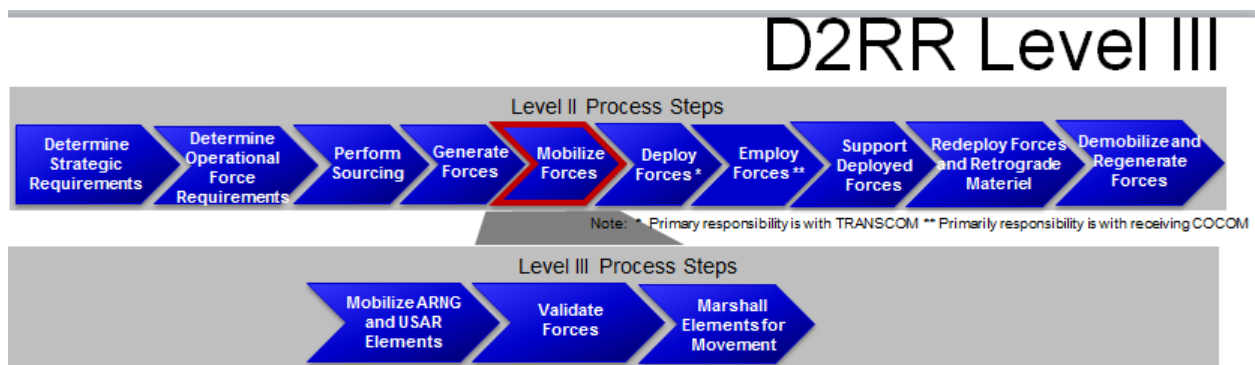 D2RR Level III
Level II Process Steps
Determine
Strategic
Requirements
Determine
Operational
Force
Requirements
Perform
Sourcing
Generate
Forces
Mobilize
Forces
Deploy
Forces *
Employ
Forces **
Support
Deployed
Forces
Redeploy Forces
and Retrograde
Materiel
Demobilize and
Regenerate
Forces
Note: * Primary responsibility is with TRANSCOM ** Primarily responsibility is with receiving COCOM
Level III Process Steps
Mobilize ARNG
and USAR
Elements
Validate
Forces
Marshall
Elements for
Movement